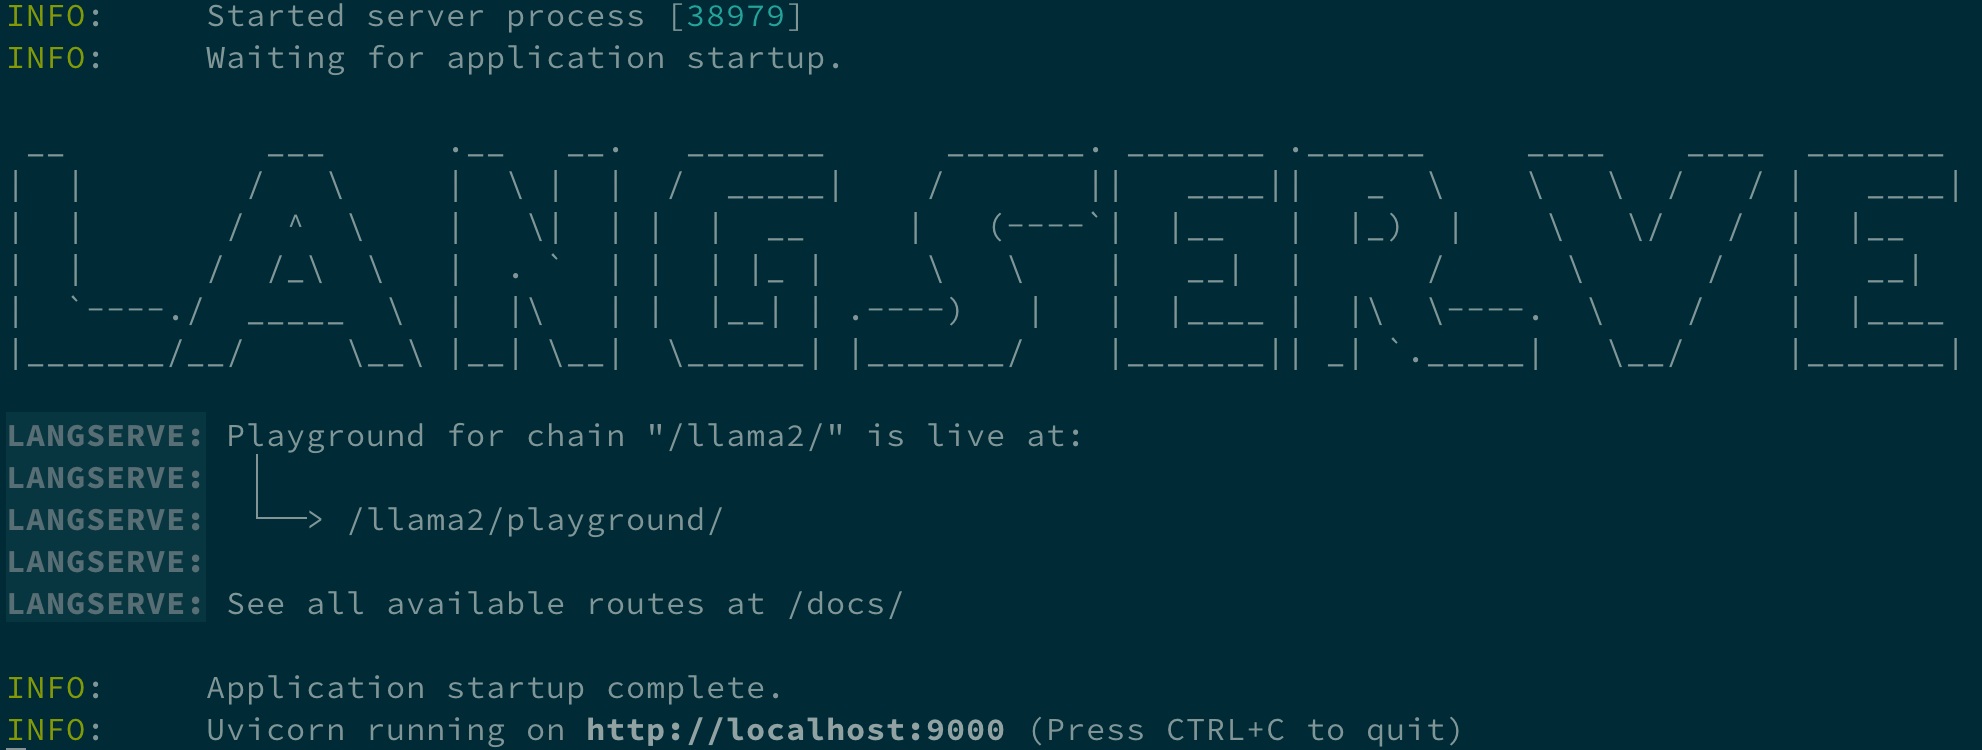 INFO:     Started server process [38979]
INFO:     Waiting for application startup.
LANGSERVE
LANGSERVE: Playground for chain "/llama2/" is live at:
LANGSERVE:
LANGSERVE:  └──> /llama2/playground/
LANGSERVE:
LANGSERVE: See all available routes at /docs/
INFO:     Application startup complete.
INFO:     Uvicorn running on http://localhost:9000 (Press CTRL+C to quit)